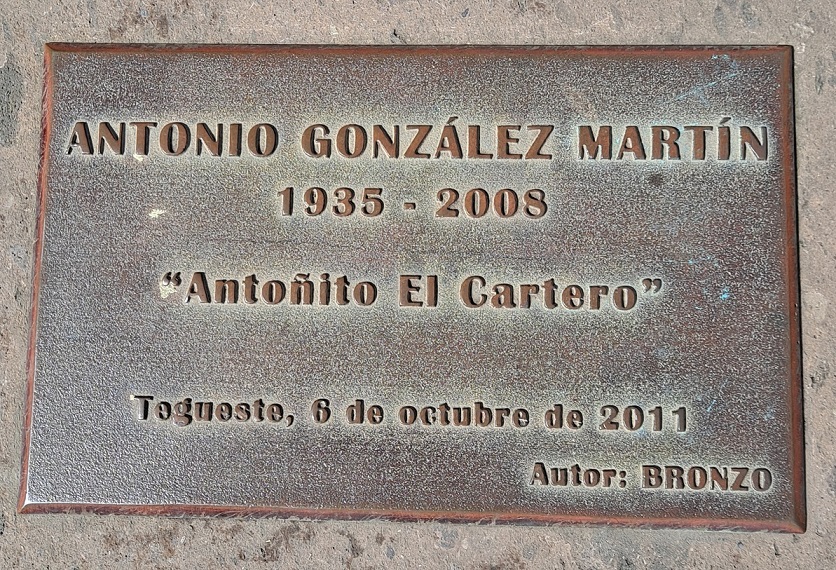 ANTONIO GONZÁLEZ MARTÍN
1935 - 2008
“Antoñito El Cartero”
Tegueste, 6 de octubre de 2011
Autor: BRONZO